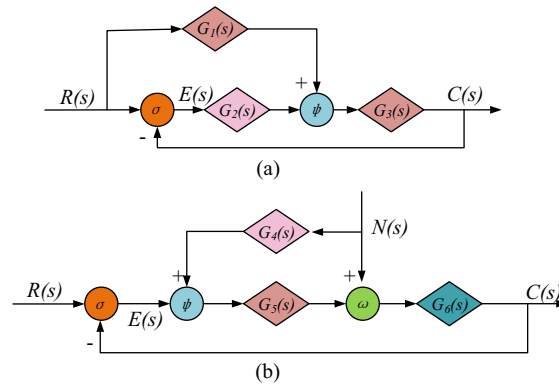 G₁(s)
+
R(s) σ E(s) G₂(s) ψ G₃(s) C(s)
-
(a)
G₄(s) N(s)
+ +
R(s) σ E(s) ψ G₅(s) ω G₆(s) C(s)
-
(b)